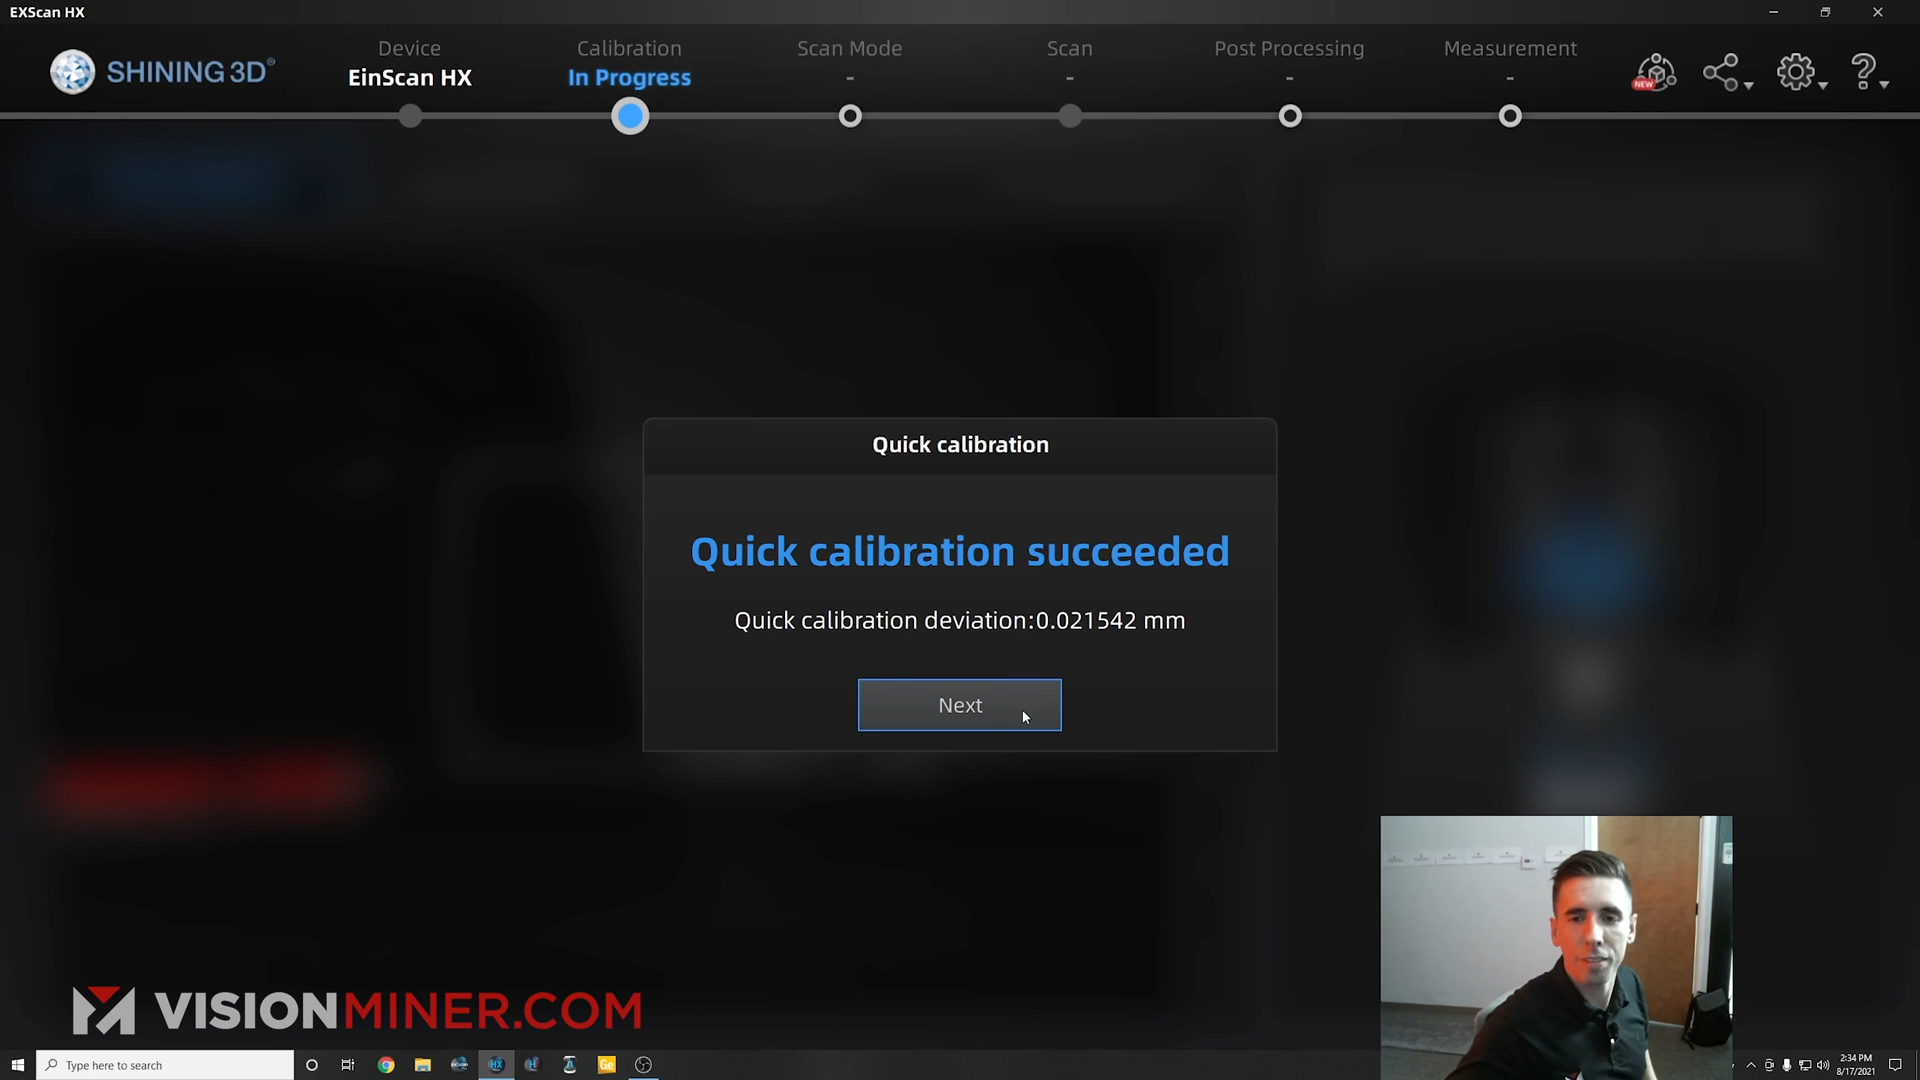 EXScan HX
SHINING 3D®
Device
EinScan HX
Calibration
In Progress
Scan Mode
-
Scan
-
Post Processing
-
Measurement
-
NEW
Quick calibration
Quick calibration succeeded
Quick calibration deviation:0.021542 mm
Next
VISIONMINER.COM
Type here to search
HX
H
Ge
2:34 PM
8/17/2021